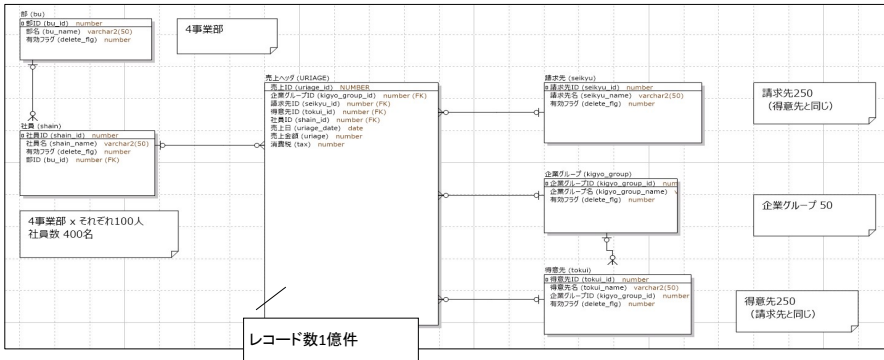 部 (bu)
部ID (bu_id) number
部名 (bu_name) varchar2(50)
有効フラグ (delete_flg) number
4事業部
売上ヘッダ (URIAGE)
売上ID (uriage_id) NUMBER
企業グループID (kigyo_group_id) number (FK)
請求先ID (seikyu_id) number (FK)
得意先ID (tokui_id) number (FK)
社員ID (shain_id) number (FK)
売上日 (uriage_date) date
売上金額 (uriage) number
消費税 (tax) number
請求先 (seikyu)
請求先ID (seikyu_id) number
請求先名 (seikyu_name) varchar2(50)
有効フラグ (delete_flg) number
請求先250
(得意先と同じ)
社員 (shain)
社員ID (shain_id) number
社員名 (shain_name) varchar2(50)
有効フラグ (delete_flg) number
部ID (bu_id) number (FK)
企業グループ (kigyo_group)
企業グループID (kigyo_group_id) num
企業グループ名 (kigyo_group_name)
有効フラグ (delete_flg) number
企業グループ 50
4事業部 x それぞれ100人
社員数 400名
得意先 (tokui)
得意先ID (tokui_id) number
得意先名 (tokui_name) varchar2(50)
企業グループID (kigyo_group_id) number
有効フラグ (delete_flg) number
得意先250
(請求先と同じ)
レコード数1億件